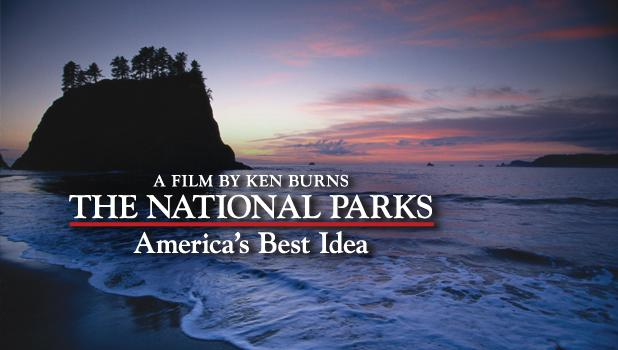 A FILM BY KEN BURNS
THE NATIONAL PARKS
America's Best Idea